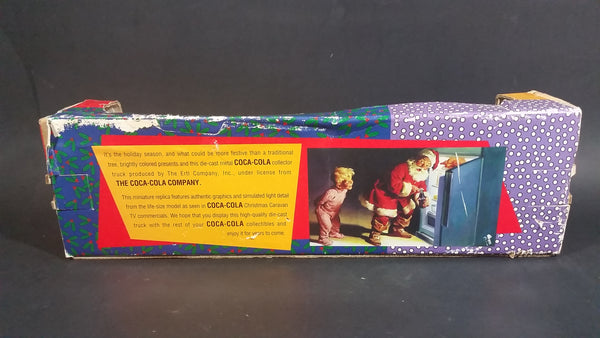 It's the holiday season, and what could be more festive than a traditional
tree, brightly colored presents and this die-cast metal COCA-COLA collector
truck produced by The Ertl Company, Inc., under license from
THE COCA-COLA COMPANY.
This miniature replica features authentic graphics and simulated light detail
from the life-size model as seen in COCA-COLA Christmas Caravan
TV commercials. We hope that you display this high-quality die-cast
truck with the rest of your COCA-COLA collectibles and
enjoy it for years to come.